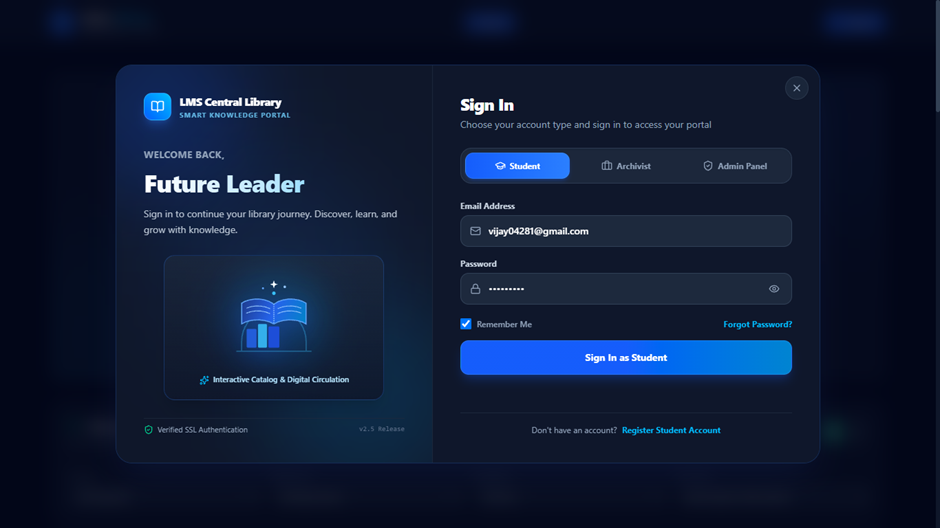 LMS Central Library
SMART KNOWLEDGE PORTAL
WELCOME BACK,
Future Leader
Sign in to continue your library journey. Discover, learn, and
grow with knowledge.
Interactive Catalog & Digital Circulation
Verified SSL Authentication
v2.5 Release
Sign In
Choose your account type and sign in to access your portal
Student
Archivist
Admin Panel
Email Address
vijay04281@gmail.com
Password
•••••••••
Remember Me
Forgot Password?
Sign In as Student
Don't have an account? Register Student Account